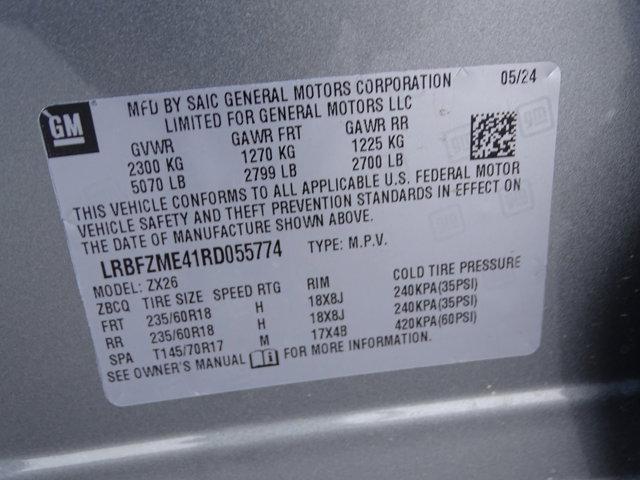 GM
MFD BY SAIC GENERAL MOTORS CORPORATION 05/24
LIMITED FOR GENERAL MOTORS LLC
GVWR GAWR FRT GAWR RR
2300 KG 1270 KG 1225 KG
5070 LB 2799 LB 2700 LB
THIS VEHICLE CONFORMS TO ALL APPLICABLE U.S. FEDERAL MOTOR
VEHICLE SAFETY AND THEFT PREVENTION STANDARDS IN EFFECT ON
THE DATE OF MANUFACTURE SHOWN ABOVE.
LRBFZME41RD055774 TYPE: M.P.V.
MODEL: ZX26
ZBCQ TIRE SIZE SPEED RTG RIM COLD TIRE PRESSURE
FRT 235/60R18 H 18X8J 240KPA(35PSI)
RR 235/60R18 H 18X8J 240KPA(35PSI)
SPA T145/70R17 M 17X4B 420KPA(60PSI)
SEE OWNER'S MANUAL FOR MORE INFORMATION.